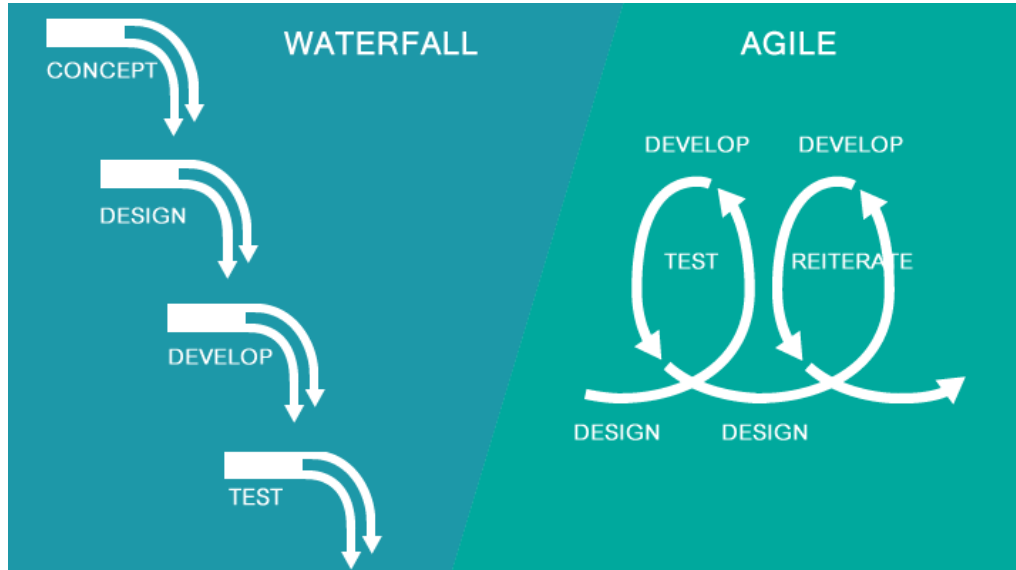 WATERFALL
CONCEPT
DESIGN
DEVELOP
TEST
AGILE
DEVELOP DEVELOP
TEST REITERATE
DESIGN DESIGN